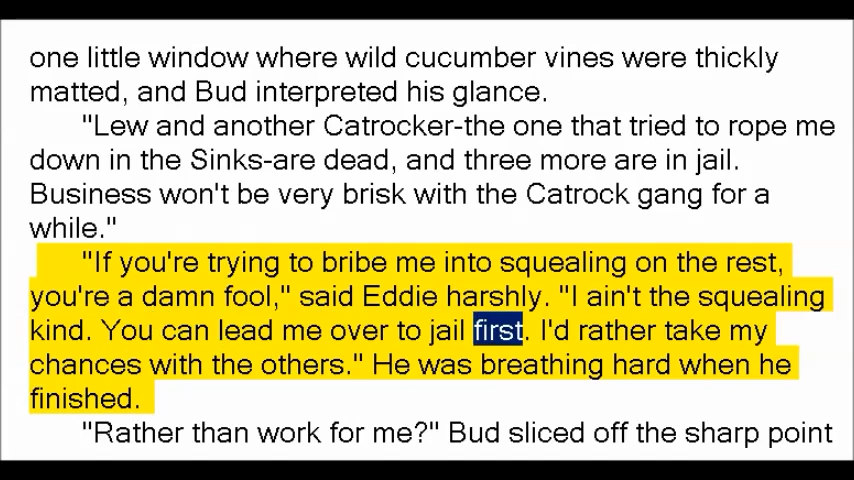 one little window where wild cucumber vines were thickly
matted, and Bud interpreted his glance.
"Lew and another Catrocker-the one that tried to rope me
down in the Sinks-are dead, and three more are in jail.
Business won't be very brisk with the Catrock gang for a
while."
"If you're trying to bribe me into squealing on the rest,
you're a damn fool," said Eddie harshly. "I ain't the squealing
kind. You can lead me over to jail first. I'd rather take my
chances with the others." He was breathing hard when he
finished.
"Rather than work for me?" Bud sliced off the sharp point